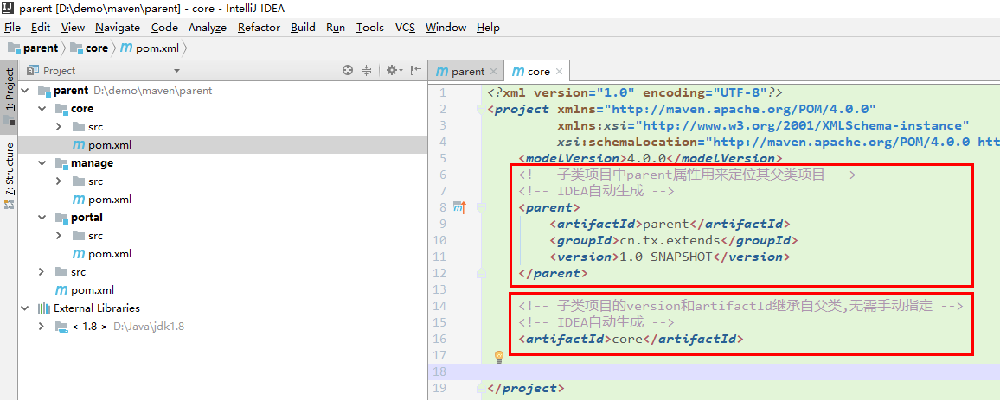 parent [D:\demo\maven\parent] - core - IntelliJ IDEA
File Edit View Navigate Code Analyze Refactor Build Run Tools VCS Window Help
parent core pom.xml
1: Project
Z: Structure
Project
parent D:\demo\maven\parent
core
src
pom.xml
manage
src
pom.xml
portal
src
pom.xml
src
pom.xml
External Libraries
< 1.8 > D:\Java\jdk1.8
parent core
1 <?xml version="1.0" encoding="UTF-8"?>
2 <project xmlns="http://maven.apache.org/POM/4.0.0"
3 xmlns:xsi="http://www.w3.org/2001/XMLSchema-instance"
4 xsi:schemaLocation="http://maven.apache.org/POM/4.0.0 htt
5 <modelVersion>4.0.0</modelVersion>
6 <!-- 子类项目中parent属性用来定位其父类项目 -->
7 <!-- IDEA自动生成 -->
8 <parent>
9 <artifactId>parent</artifactId>
10 <groupId>cn.tx.extends</groupId>
11 <version>1.0-SNAPSHOT</version>
12 </parent>
13
14 <!-- 子类项目的version和artifactId继承自父类,无需手动指定 -->
15 <!-- IDEA自动生成 -->
16 <artifactId>core</artifactId>
17
18
19 </project>